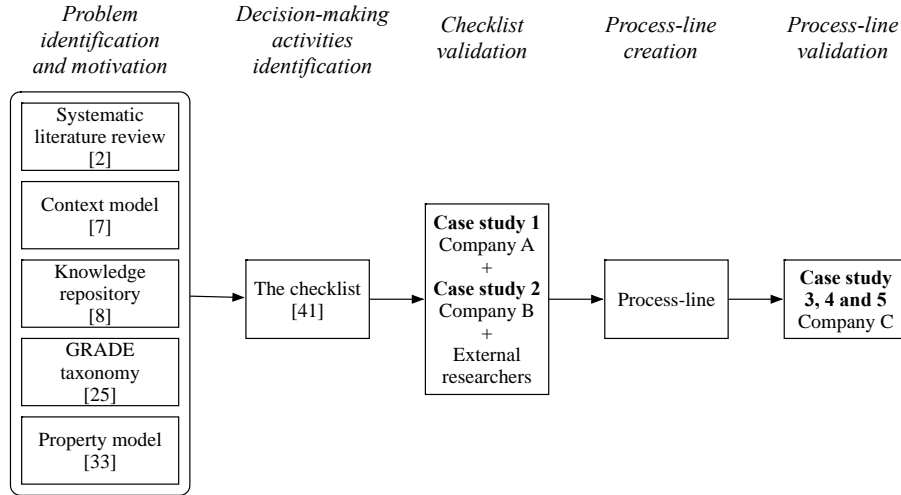 Problem
identification
and motivation
Decision-making
activities
identification
Checklist
validation
Process-line
creation
Process-line
validation
Systematic
literature review
[2]
Context model
[7]
Knowledge
repository
[8]
GRADE
taxonomy
[25]
Property model
[33]
The checklist
[41]
Case study 1
Company A
+
Case study 2
Company B
+
External
researchers
Process-line
Case study
3, 4 and 5
Company C